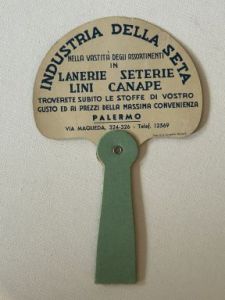 INDUSTRIA DELLA SETA
NELLA VASTITÀ DEGLI ASSORTIMENTI
IN
LANERIE SETERIE
LINI CANAPE
TROVERETE SUBITO LE STOFFE DI VOSTRO
GUSTO ED AI PREZZI DELLA MASSIMA CONVENIENZA
PALERMO
VIA MAQUEDA, 324-326 - Telef. 12569